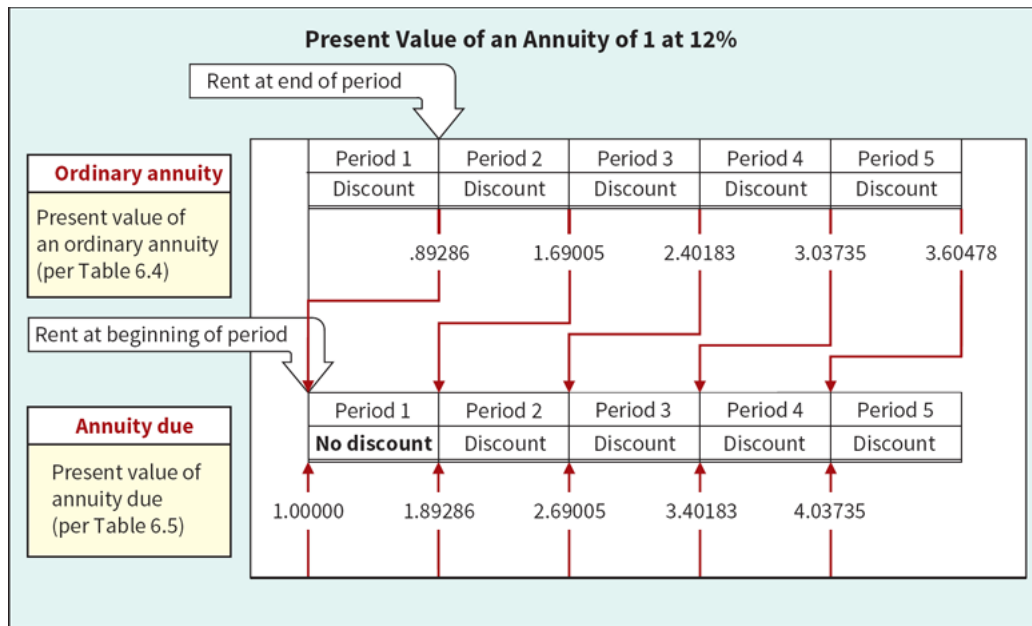 Present Value of an Annuity of 1 at 12%
Rent at end of period
Ordinary annuity
Present value of
an ordinary annuity
(per Table 6.4)
Period 1 Period 2 Period 3 Period 4 Period 5
Discount Discount Discount Discount Discount
.89286 1.69005 2.40183 3.03735 3.60478
Rent at beginning of period
Annuity due
Present value of
annuity due
(per Table 6.5)
Period 1 Period 2 Period 3 Period 4 Period 5
No discount Discount Discount Discount Discount
1.00000 1.89286 2.69005 3.40183 4.03735